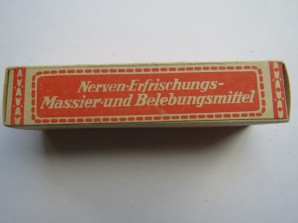 Nerven-Erfrischungs-
Massier-und Belebungsmittel